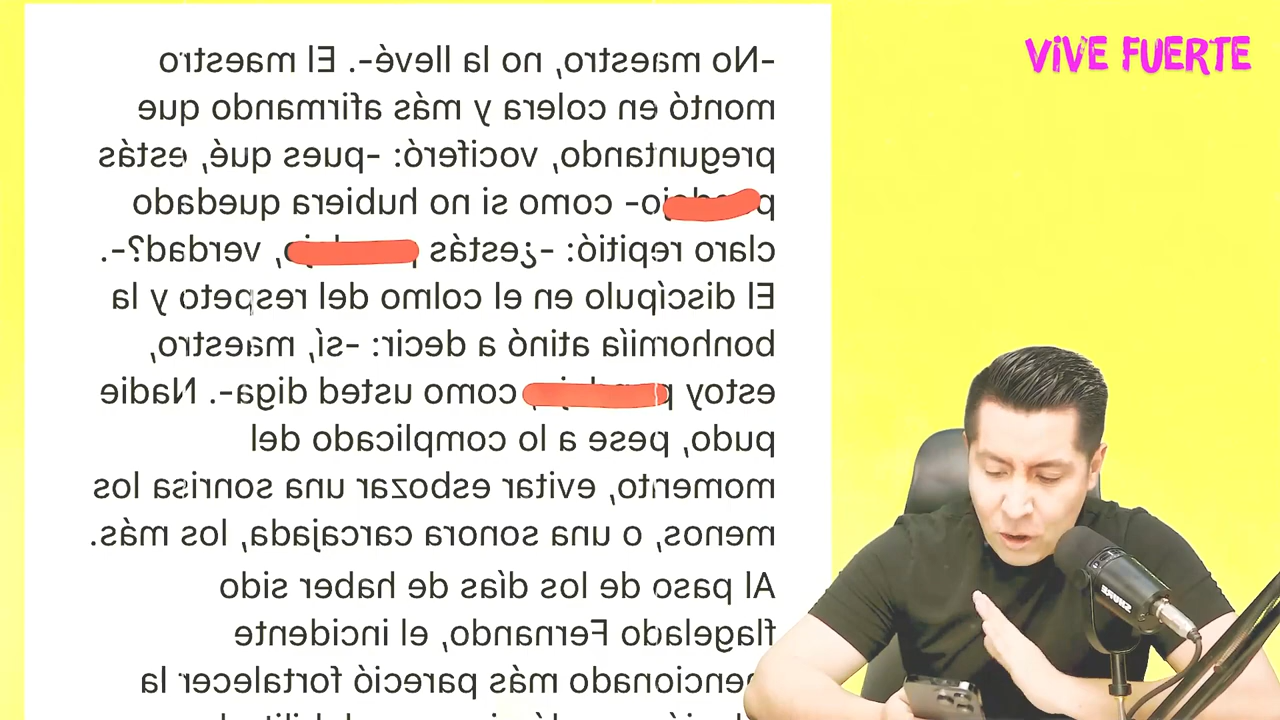 VIVE FUERTE
-No maestro, no la llevé-. El maestro
montó en colera y más afirmando que
preguntando, vociferó: -pues qué, estás
como si no hubiera quedado
claro repitió: -¿estás verdad?-.
El discípulo en el colmo del respeto y la
bonhomiía atinó a decir: -sí, maestro,
estoy como usted diga-. Nadie
pudo, pese a lo complicado del
momento, evitar esbozar una sonrisa los
menos, o una sonora carcajada, los más.
Al paso de los días de haber sido
flagelado Fernando, el incidente
mencionado más pareció fortalecer la
SHURE